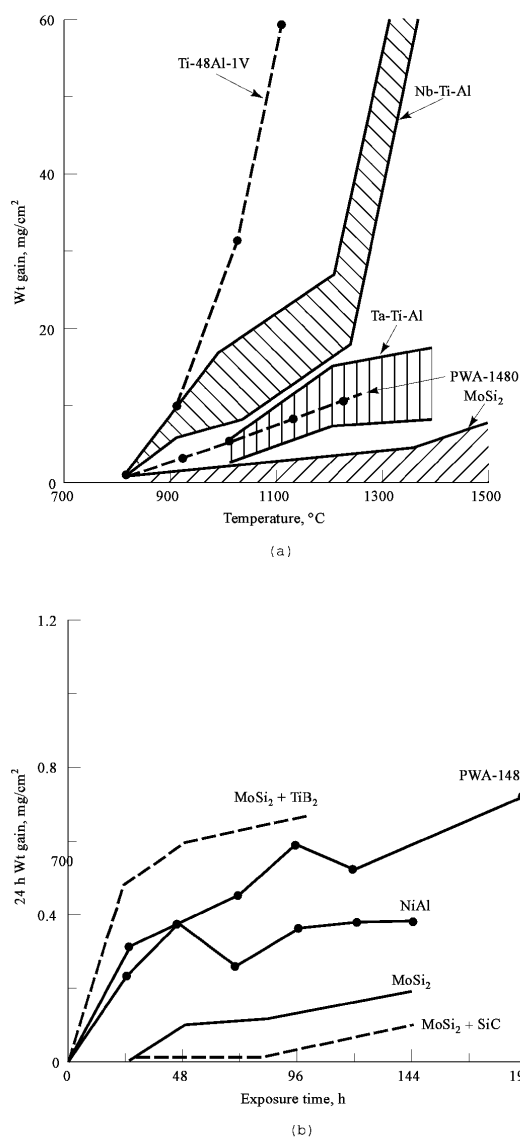 60
Ti-48Al-1V
Nb-Ti-Al
40
Wt gain, mg/cm²
20
Ta-Ti-Al
PWA-1480
MoSi₂
0
700 900 1100 1300 1500
Temperature, °C
(a)
1.2
0.8
PWA-148
MoSi₂ + TiB₂
700
24 h Wt gain, mg/cm²
0.4
NiAl
MoSi₂
MoSi₂ + SiC
0
0 48 96 144 19
Exposure time, h
(b)